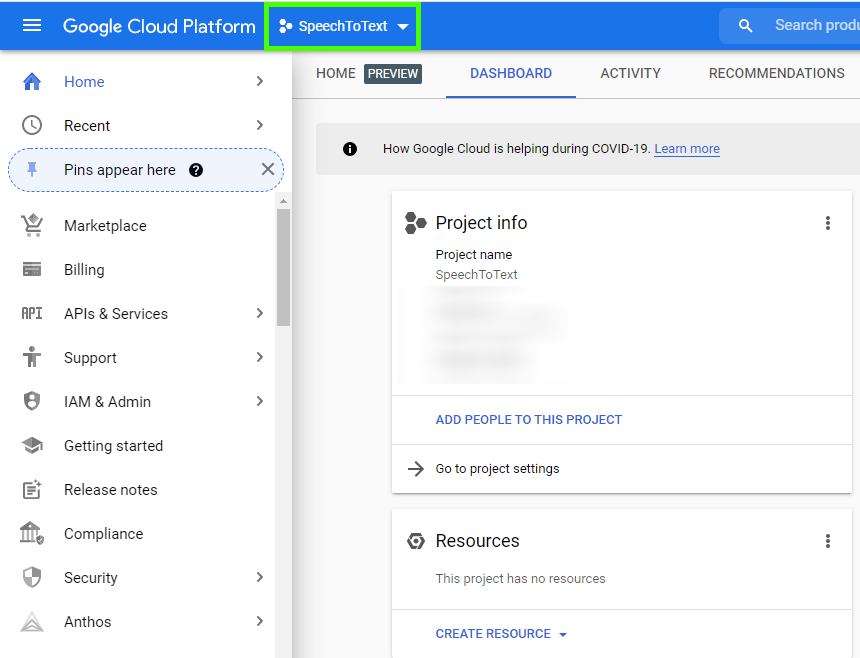 Google Cloud Platform SpeechToText Search produ
Home
Recent
Pins appear here ?
Marketplace
Billing
API APIs & Services
Support
IAM & Admin
Getting started
Release notes
Compliance
Security
Anthos
HOME PREVIEW DASHBOARD ACTIVITY RECOMMENDATIONS
How Google Cloud is helping during COVID-19. Learn more
Project info
Project name
SpeechToText
ADD PEOPLE TO THIS PROJECT
Go to project settings
Resources
This project has no resources
CREATE RESOURCE